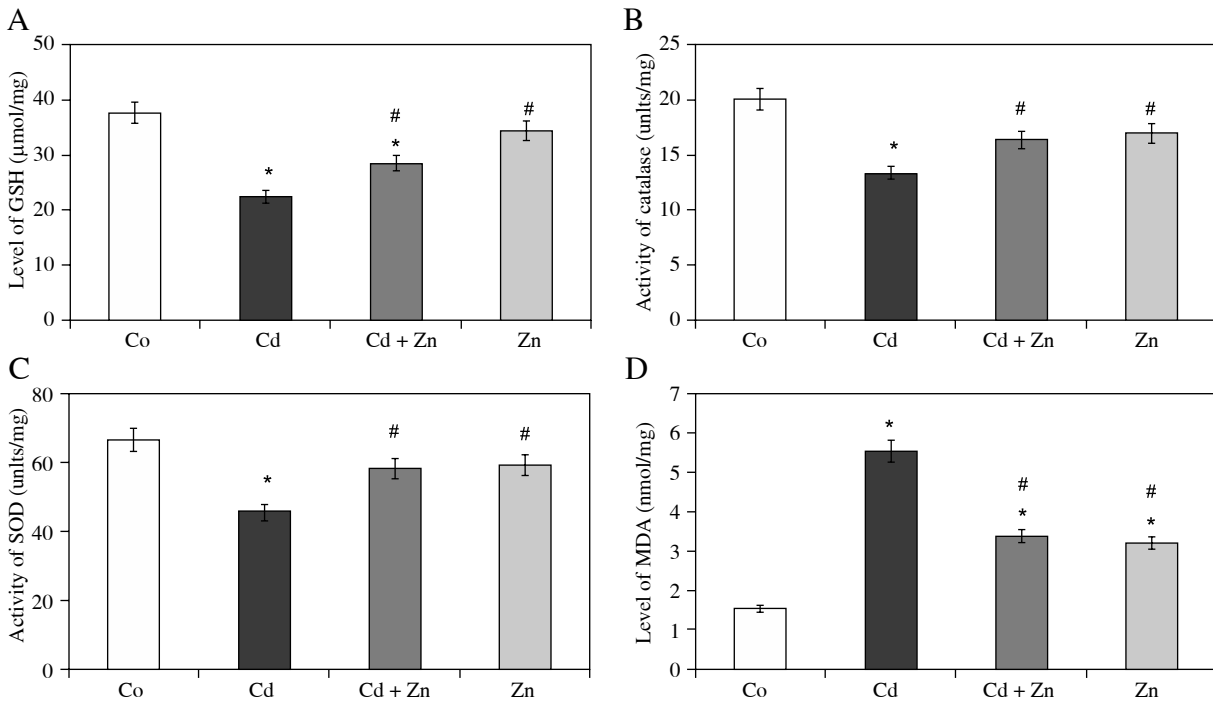 A
Level of GSH (µmol/mg)
50
40
30
20
10
0
#
#
*
*
Co
Cd
Cd + Zn
Zn
B
Activity of catalase (unlts/mg)
25
20
15
10
5
0
*
#
#
Co
Cd
Cd + Zn
Zn
C
Activity of SOD (unlts/mg)
80
60
40
20
0
*
#
#
Co
Cd
Cd + Zn
Zn
D
Level of MDA (nmol/mg)
7
6
5
4
3
2
1
0
*
#
#
*
*
Co
Cd
Cd + Zn
Zn